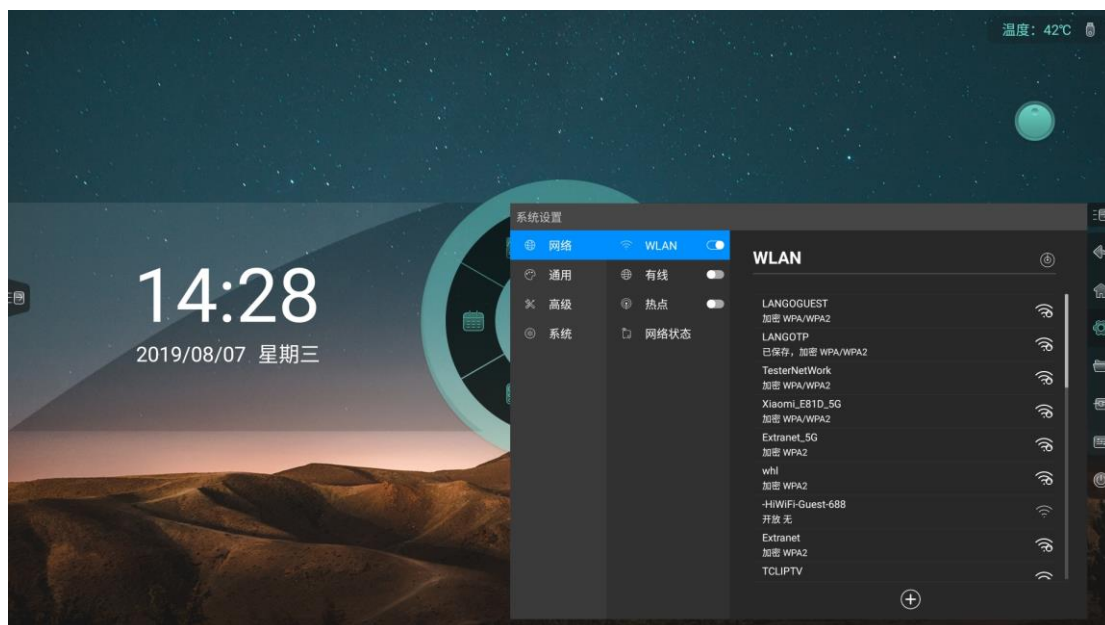 温度：42℃
14:28
2019/08/07 星期三
系统设置
网络
通用
高级
系统
WLAN
有线
热点
网络状态
WLAN
LANGOGUEST
加密 WPA/WPA2
LANGOTP
已保存，加密 WPA/WPA2
TesterNetWork
加密 WPA/WPA2
Xiaomi_E81D_5G
加密 WPA/WPA2
Extranet_5G
加密 WPA2
whl
加密 WPA2
-HiWiFi-Guest-688
开放 无
Extranet
加密 WPA2
TCLIPTV